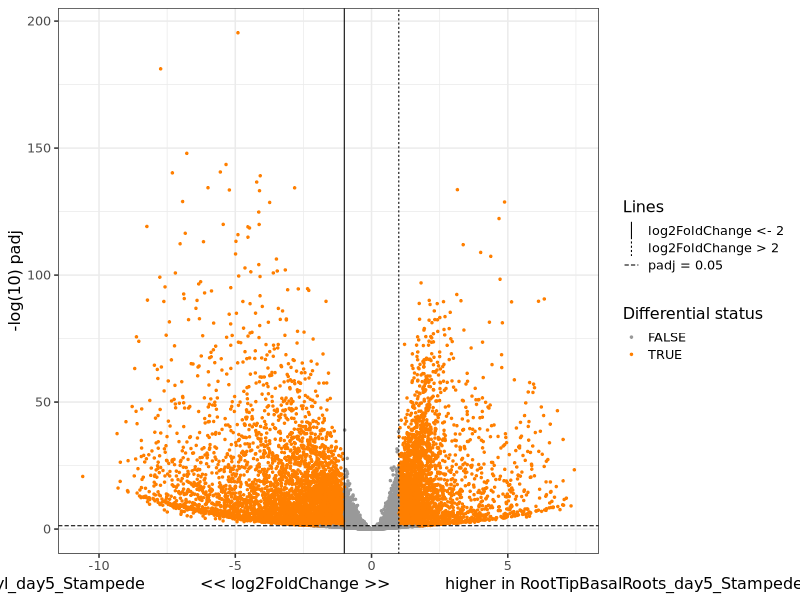 200
150
100
50
0
-log(10) padj
-10
-5
0
5
yl_day5_Stampede << log2FoldChange >> higher in RootTipBasalRoots_day5_Stampede
Lines
log2FoldChange <- 2
log2FoldChange > 2
padj = 0.05
Differential status
FALSE
TRUE